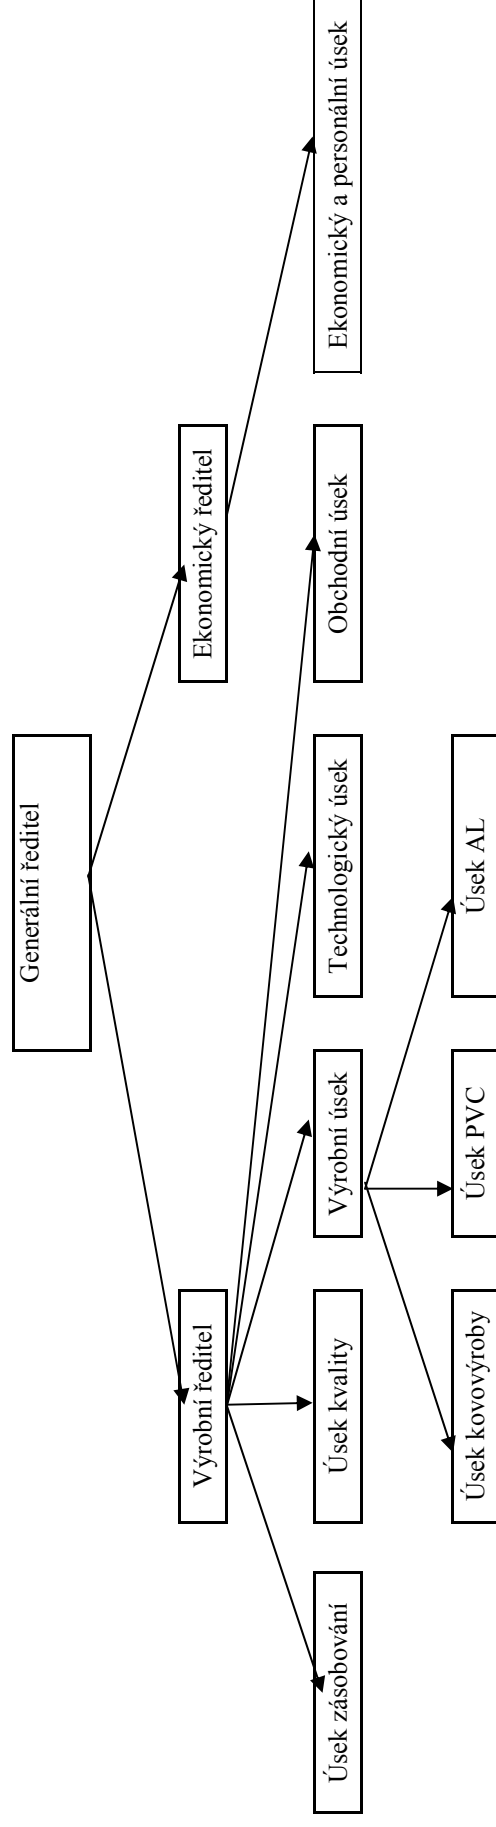 Generální ředitel
Výrobní ředitel
Ekonomický ředitel
Úsek zásobování
Úsek kvality
Výrobní úsek
Technologický úsek
Obchodní úsek
Ekonomický a personální úsek
Úsek kovovýroby
Úsek PVC
Úsek AL